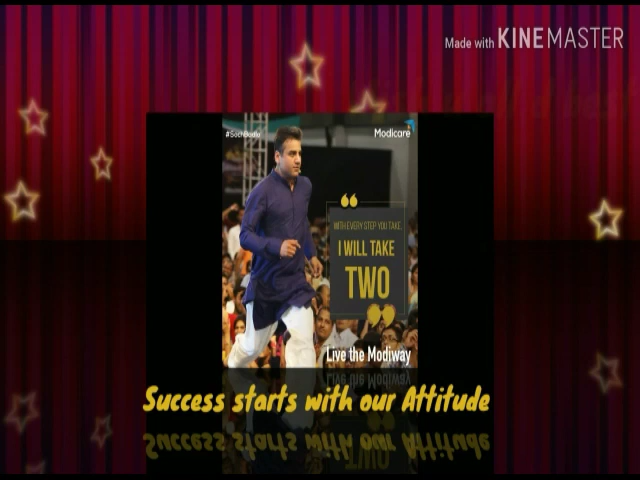 Made with KINEMASTER
#SochBadlo
Modicare
WITH EVERY STEP YOU TAKE,
I WILL TAKE
TWO
Live the Modiway
Success starts with our Attitude